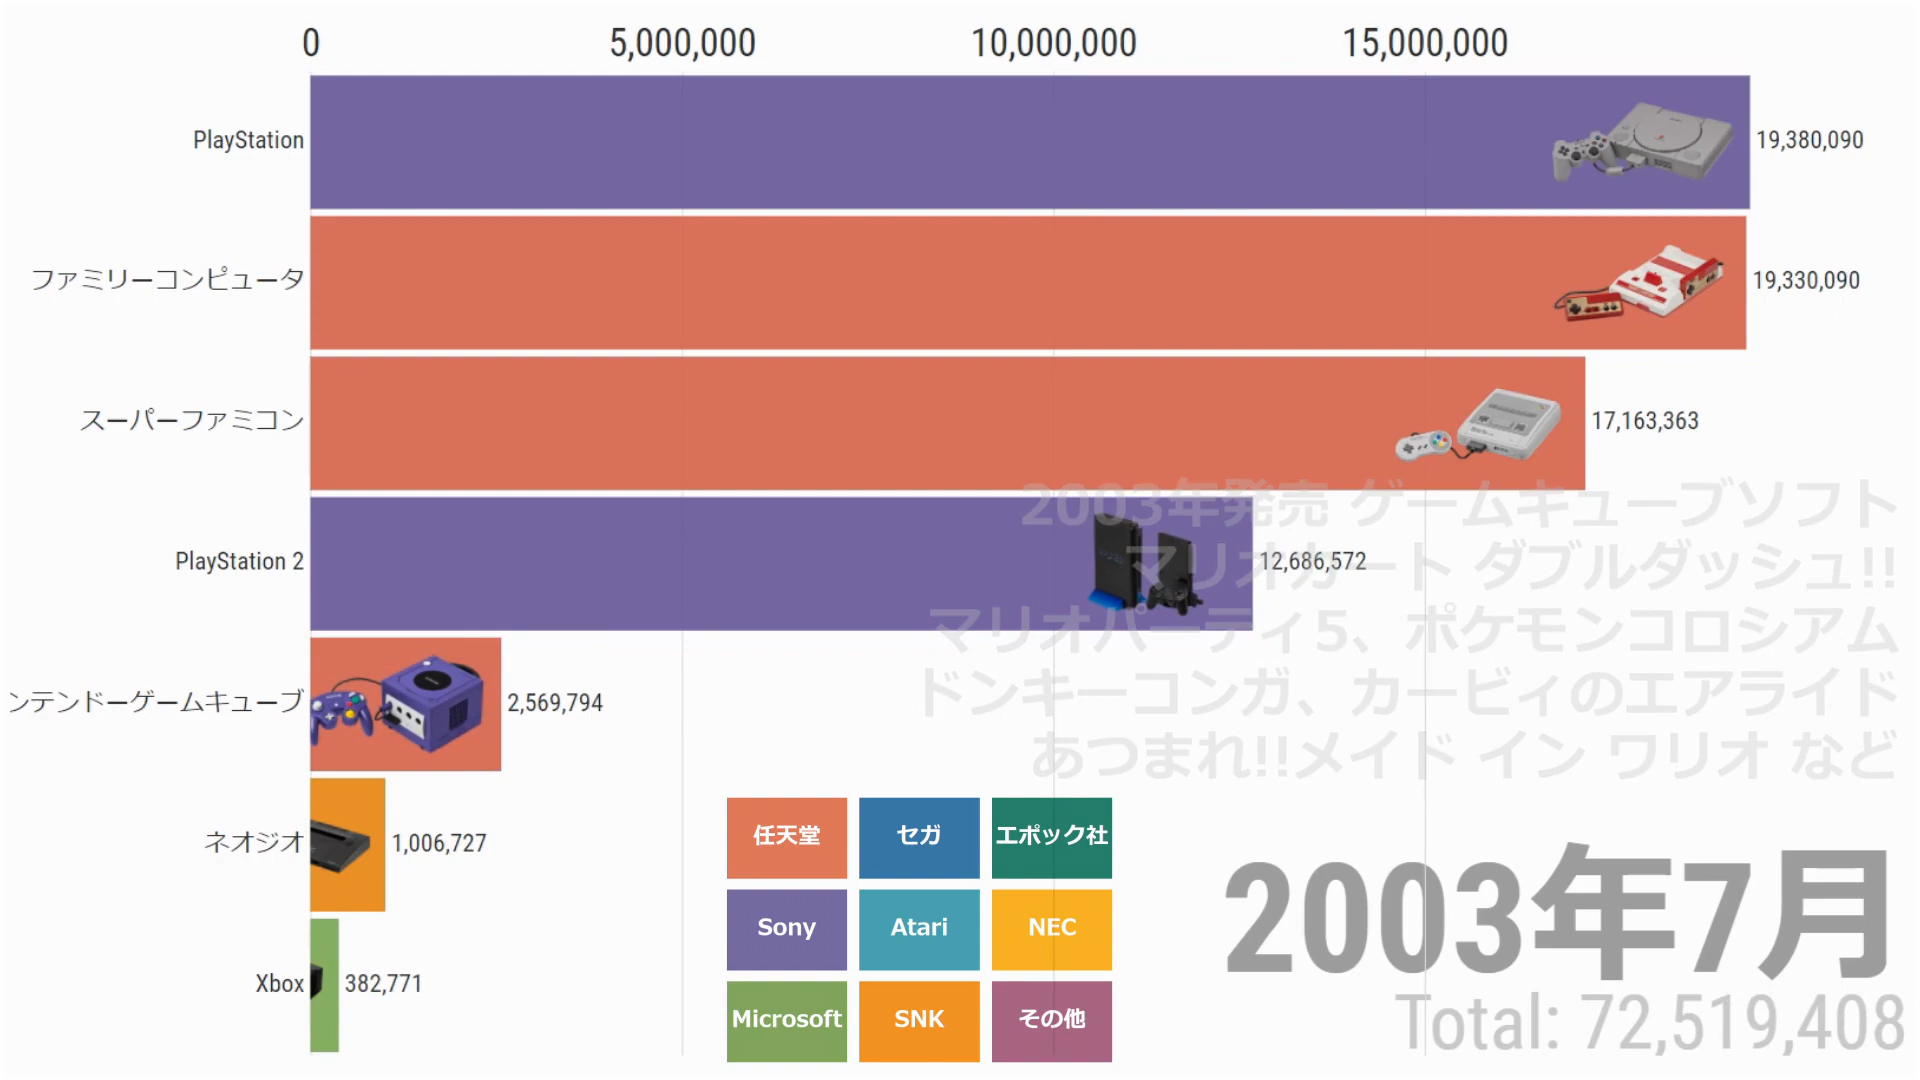 0 5,000,000 10,000,000 15,000,000
PlayStation 19,380,090
ファミリーコンピュータ 19,330,090
スーパーファミコン 17,163,363
PlayStation 2 12,686,572
ンテンドーゲームキューブ 2,569,794
ネオジオ 1,006,727
Xbox 382,771
2003年発売 ゲームキューブソフト
マリオカート ダブルダッシュ!!
マリオパーティ5、ポケモンコロシアム
ドンキーコンガ、カービィのエアライド
あつまれ!!メイド イン ワリオ など
任天堂 セガ エポック社
Sony Atari NEC
Microsoft SNK その他
2003年7月
Total: 72,519,408